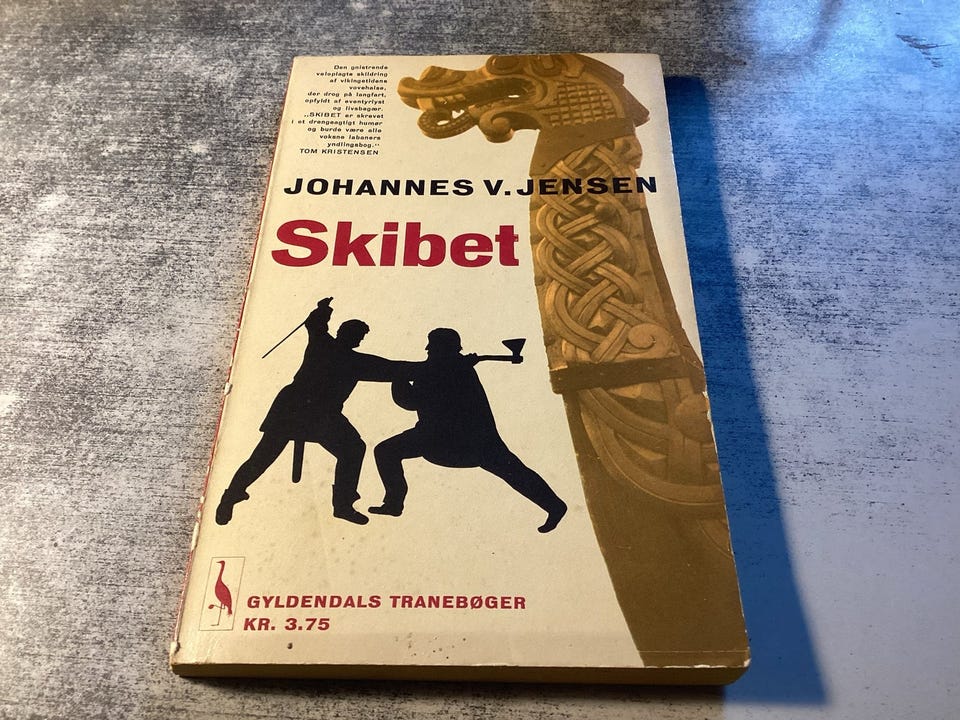 Den gnistrende
veloplagte skildring
af vikingetidens
vovehalse,
der drog på langfart,
opfyldt af eventyrlyst
og livsbegær.
„SKIBET er skrevet
i et drengeagtigt humør
og burde være alle
voksne labaners
yndlingsbog.“
TOM KRISTENSEN
JOHANNES V. JENSEN
Skibet
GYLDENDALS TRANEBØGER
KR. 3.75